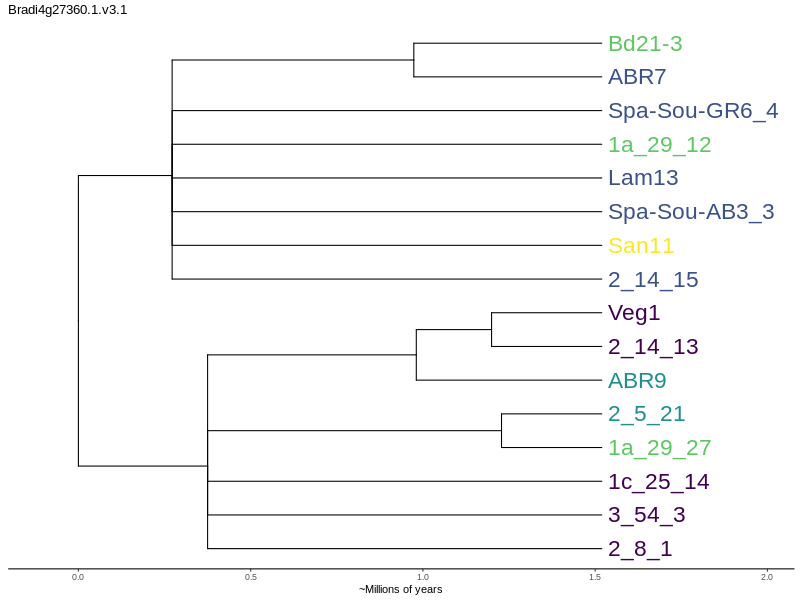 Bradi4g27360.1.v3.1
Bd21-3
ABR7
Spa-Sou-GR6_4
1a_29_12
Lam13
Spa-Sou-AB3_3
San11
2_14_15
Veg1
2_14_13
ABR9
2_5_21
1a_29_27
1c_25_14
3_54_3
2_8_1
0.0 0.5 1.0 1.5 2.0
~Millions of years